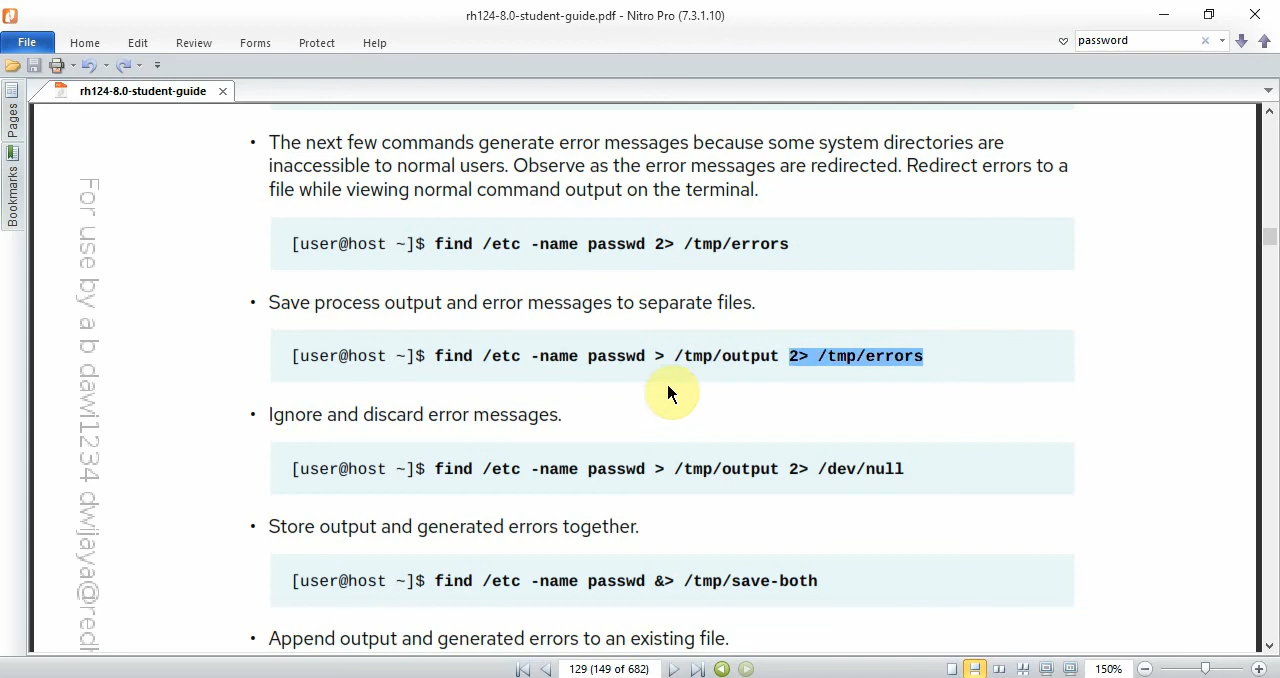 rh124-8.0-student-guide.pdf - Nitro Pro (7.3.1.10)
File Home Edit Review Forms Protect Help password
rh124-8.0-student-guide
Pages
Bookmarks
• The next few commands generate error messages because some system directories are
inaccessible to normal users. Observe as the error messages are redirected. Redirect errors to a
file while viewing normal command output on the terminal.
[user@host ~]$ find /etc -name passwd 2> /tmp/errors
• Save process output and error messages to separate files.
[user@host ~]$ find /etc -name passwd > /tmp/output 2> /tmp/errors
• Ignore and discard error messages.
[user@host ~]$ find /etc -name passwd > /tmp/output 2> /dev/null
• Store output and generated errors together.
[user@host ~]$ find /etc -name passwd &> /tmp/save-both
• Append output and generated errors to an existing file.
For use by a b dawi1234 dwijaya@redh
129 (149 of 682)
150%